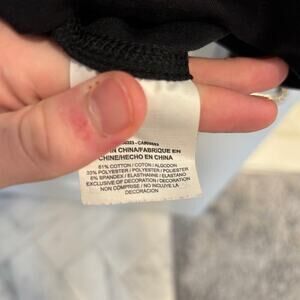 IN CHINA/FABRIQUE EN
CHINE/HECHO EN CHINA
61% COTTON / COTON / ALGODON
33% POLYESTER / POLYESTER / POLIESTER
6% SPANDEX / ELASTHANNE / ELASTANO
EXCLUSIVE OF DECORATION / DECORATION
NON COMPRISE / NO INCLUYE LA
DECORACION